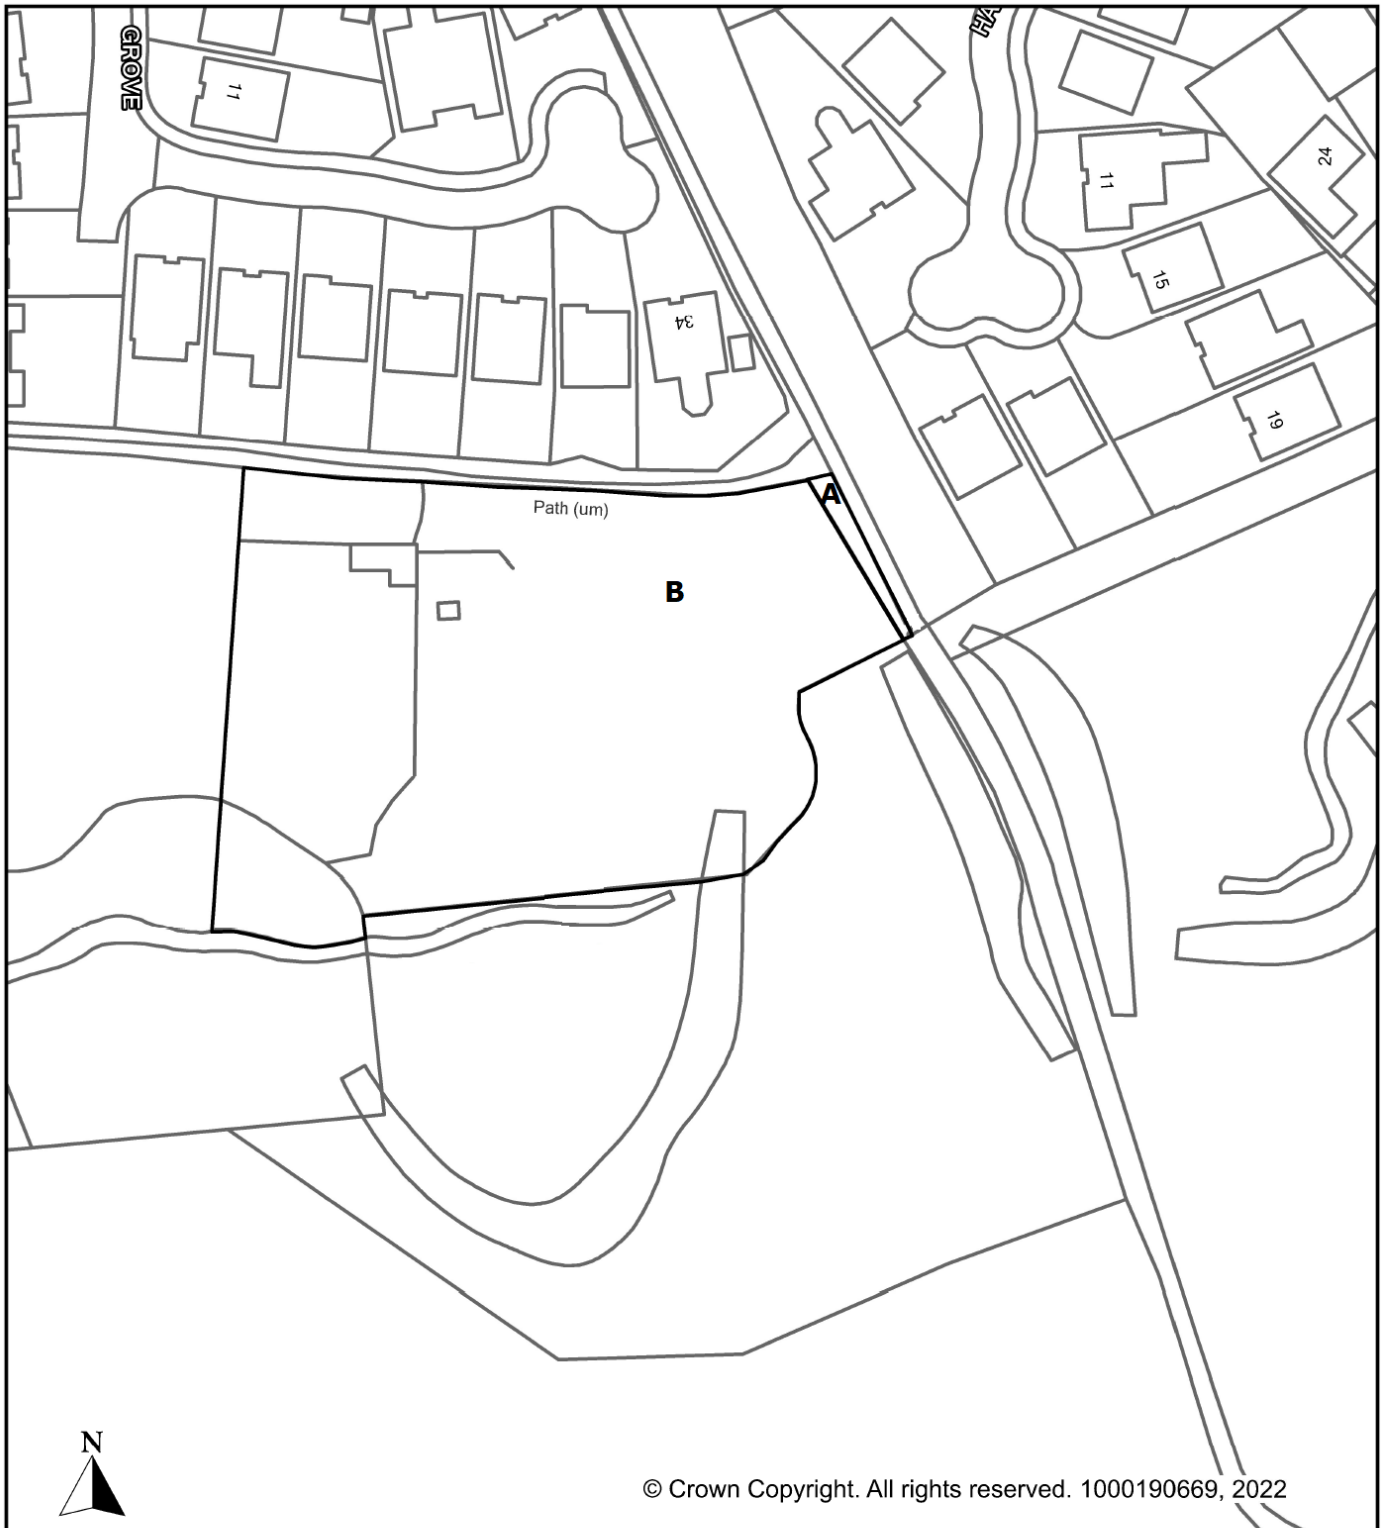 GROVE
HA
11
11
24
15
34
19
A
Path (um)
B
N
© Crown Copyright. All rights reserved. 1000190669, 2022